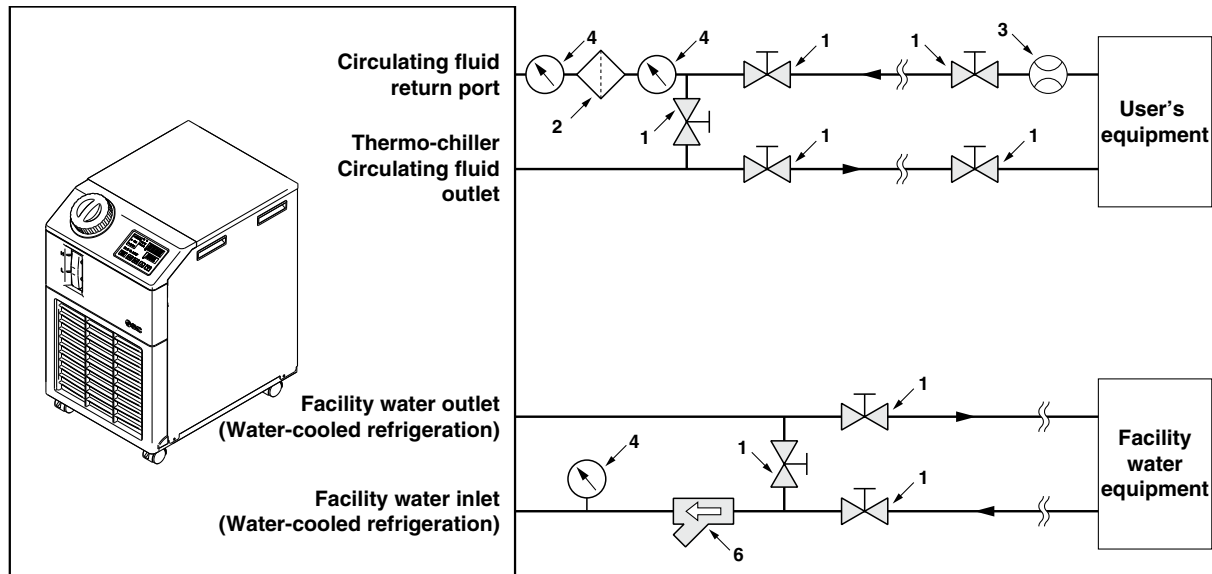 4
4
1
1
3
Circulating fluid
return port
2
1
User's
equipment
Thermo-chiller
Circulating fluid
outlet
1
1
SMC
Facility water outlet
(Water-cooled refrigeration)
1
4
1
Facility
water
equipment
1
Facility water inlet
(Water-cooled refrigeration)
6